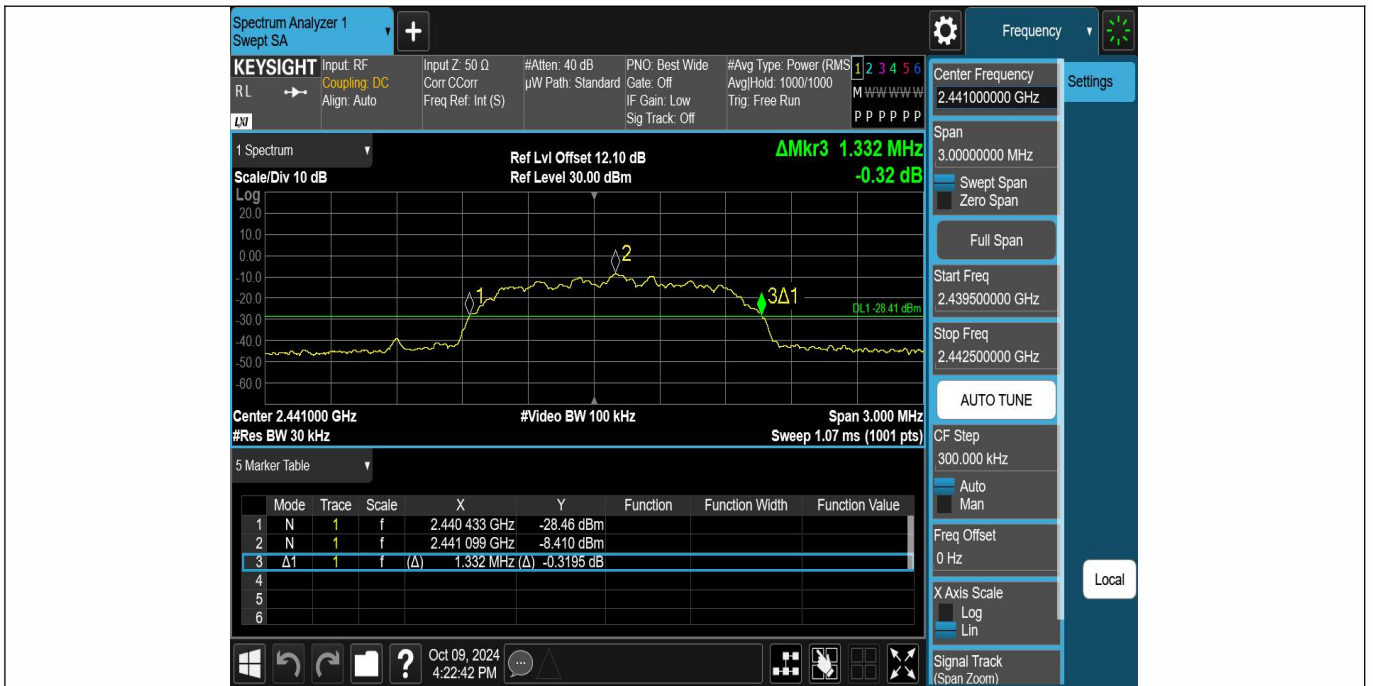 Spectrum Analyzer 1
Swept SA
+
Frequency
KEYSIGHT
RL
LXI
Input: RF
Coupling: DC
Align: Auto
Input Z: 50 Ω
Corr CCorr
Freq Ref: Int (S)
#Atten: 40 dB
µW Path: Standard
PNO: Best Wide
Gate: Off
IF Gain: Low
Sig Track: Off
#Avg Type: Power (RMS
Avg|Hold: 1000/1000
Trig: Free Run
1 2 3 4 5 6
M W W W W W
P P P P P P
Center Frequency
2.441000000 GHz
Settings
1 Spectrum
Scale/Div 10 dB
Ref Lvl Offset 12.10 dB
Ref Level 30.00 dBm
ΔMkr3 1.332 MHz
-0.32 dB
Log
20.0
10.0
0.00
-10.0
-20.0
-30.0
-40.0
-50.0
-60.0
1
2
3Δ1
DL1 -28.41 dBm
Center 2.441000 GHz
#Res BW 30 kHz
#Video BW 100 kHz
Span 3.000 MHz
Sweep 1.07 ms (1001 pts)
Span
3.00000000 MHz
Swept Span
Zero Span
Full Span
Start Freq
2.439500000 GHz
Stop Freq
2.442500000 GHz
AUTO TUNE
CF Step
300.000 kHz
Auto
Man
Freq Offset
0 Hz
X Axis Scale
Log
Lin
Signal Track
(Span Zoom)
Local
5 Marker Table
Mode Trace Scale X Y Function Function Width Function Value
1 N 1 f 2.440 433 GHz -28.46 dBm
2 N 1 f 2.441 099 GHz -8.410 dBm
3 Δ1 1 f (Δ) 1.332 MHz (Δ) -0.3195 dB
4
5
6
?
Oct 09, 2024
4:22:42 PM